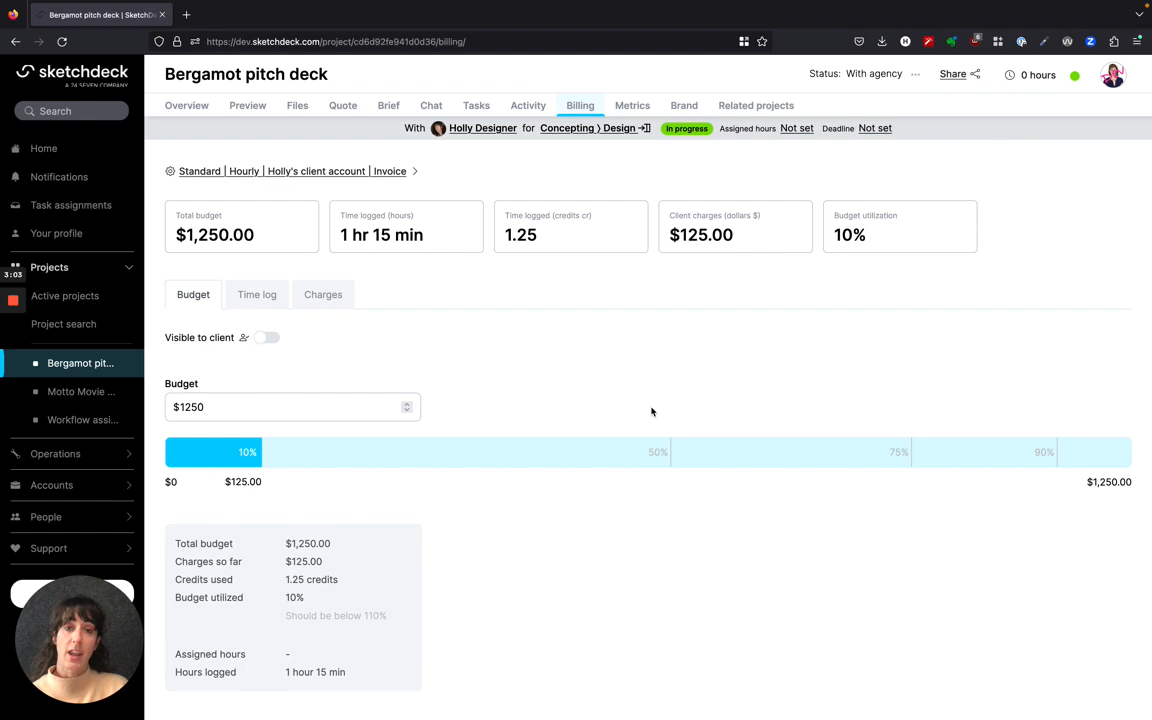 Bergamot pitch deck | SketchDe
https://dev.sketchdeck.com/project/cd6d92fe941d0d36/billing/
6
sketchdeck
A 24 SEVEN COMPANY
Search
Home
Notifications
Task assignments
Your profile
Projects
3:03
Active projects
Project search
Bergamot pit...
Motto Movie ...
Workflow assi...
Operations
Accounts
People
Support
Bergamot pitch deck
Status: With agency
Share
0 hours
Overview Preview Files Quote Brief Chat Tasks Activity Billing Metrics Brand Related projects
With Holly Designer for Concepting ⟩ Design In progress Assigned hours Not set Deadline Not set
Standard | Hourly | Holly's client account | Invoice
Total budget
$1,250.00
Time logged (hours)
1 hr 15 min
Time logged (credits cr)
1.25
Client charges (dollars $)
$125.00
Budget utilization
10%
Budget Time log Charges
Visible to client
Budget
$1250
10% 50% 75% 90%
$0 $125.00 $1,250.00
Total budget $1,250.00
Charges so far $125.00
Credits used 1.25 credits
Budget utilized 10%
Should be below 110%
Assigned hours -
Hours logged 1 hour 15 min